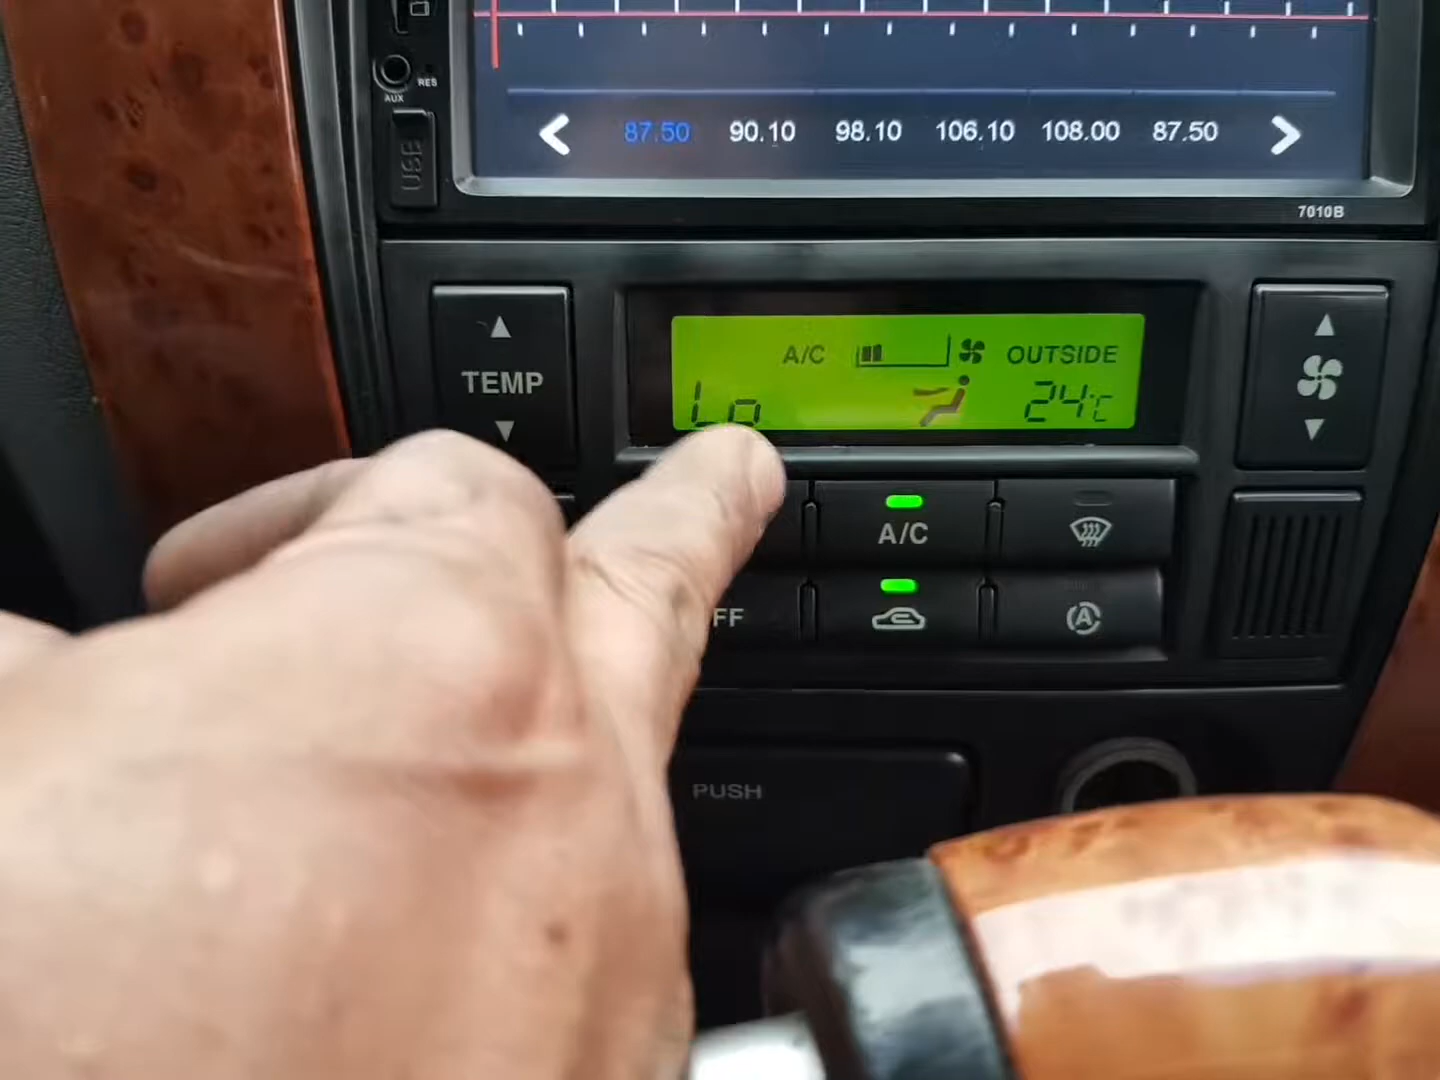 RES
AUX
USB
87.50 90.10 98.10 106.10 108.00 87.50
7010B
TEMP
A/C OUTSIDE
Lo 24°C
A/C
FF
A
PUSH